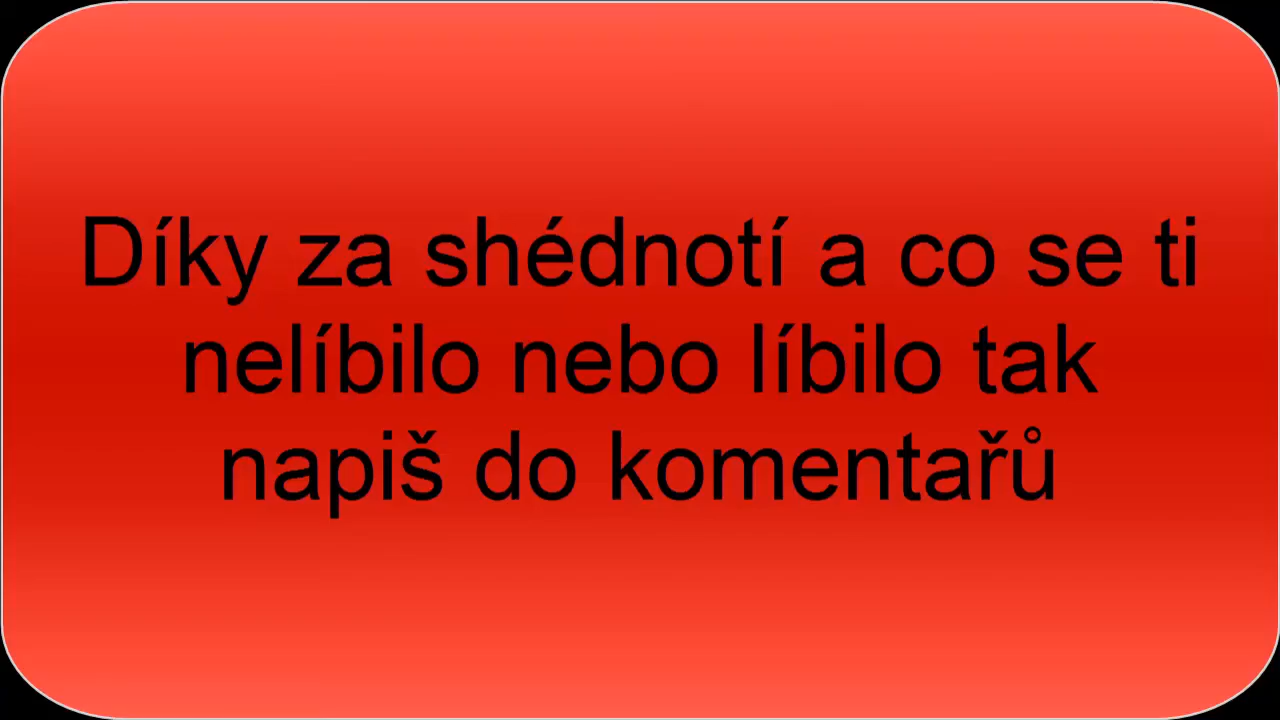 Díky za shédnotí a co se ti
nelíbilo nebo líbilo tak
napiš do komentařů